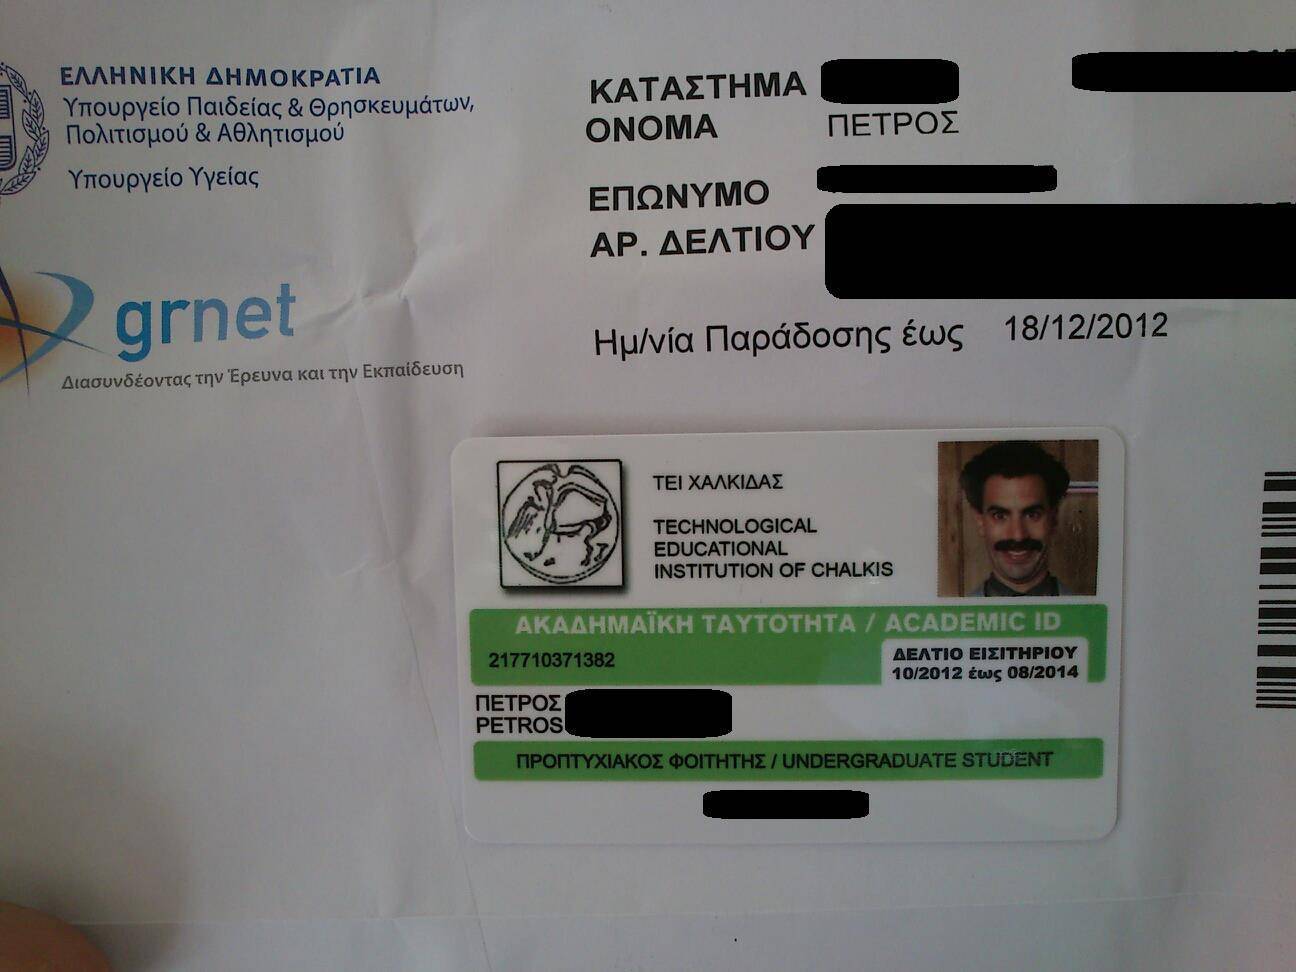 ΕΛΛΗΝΙΚΗ ΔΗΜΟΚΡΑΤΙΑ
Υπουργείο Παιδείας & Θρησκευμάτων,
Πολιτισμού & Αθλητισμού
Υπουργείο Υγείας
grnet
Διασυνδέοντας την Έρευνα και την Εκπαίδευση
ΚΑΤΑΣΤΗΜΑ
ΟΝΟΜΑ ΠΕΤΡΟΣ
ΕΠΩΝΥΜΟ
ΑΡ. ΔΕΛΤΙΟΥ
Ημ/νία Παράδοσης έως 18/12/2012
ΤΕΙ ΧΑΛΚΙΔΑΣ
TECHNOLOGICAL
EDUCATIONAL
INSTITUTION OF CHALKIS
ΑΚΑΔΗΜΑΪΚΗ ΤΑΥΤΟΤΗΤΑ / ACADEMIC ID
217710371382
ΔΕΛΤΙΟ ΕΙΣΙΤΗΡΙΟΥ
10/2012 έως 08/2014
ΠΕΤΡΟΣ
PETROS
ΠΡΟΠΤΥΧΙΑΚΟΣ ΦΟΙΤΗΤΗΣ / UNDERGRADUATE STUDENT